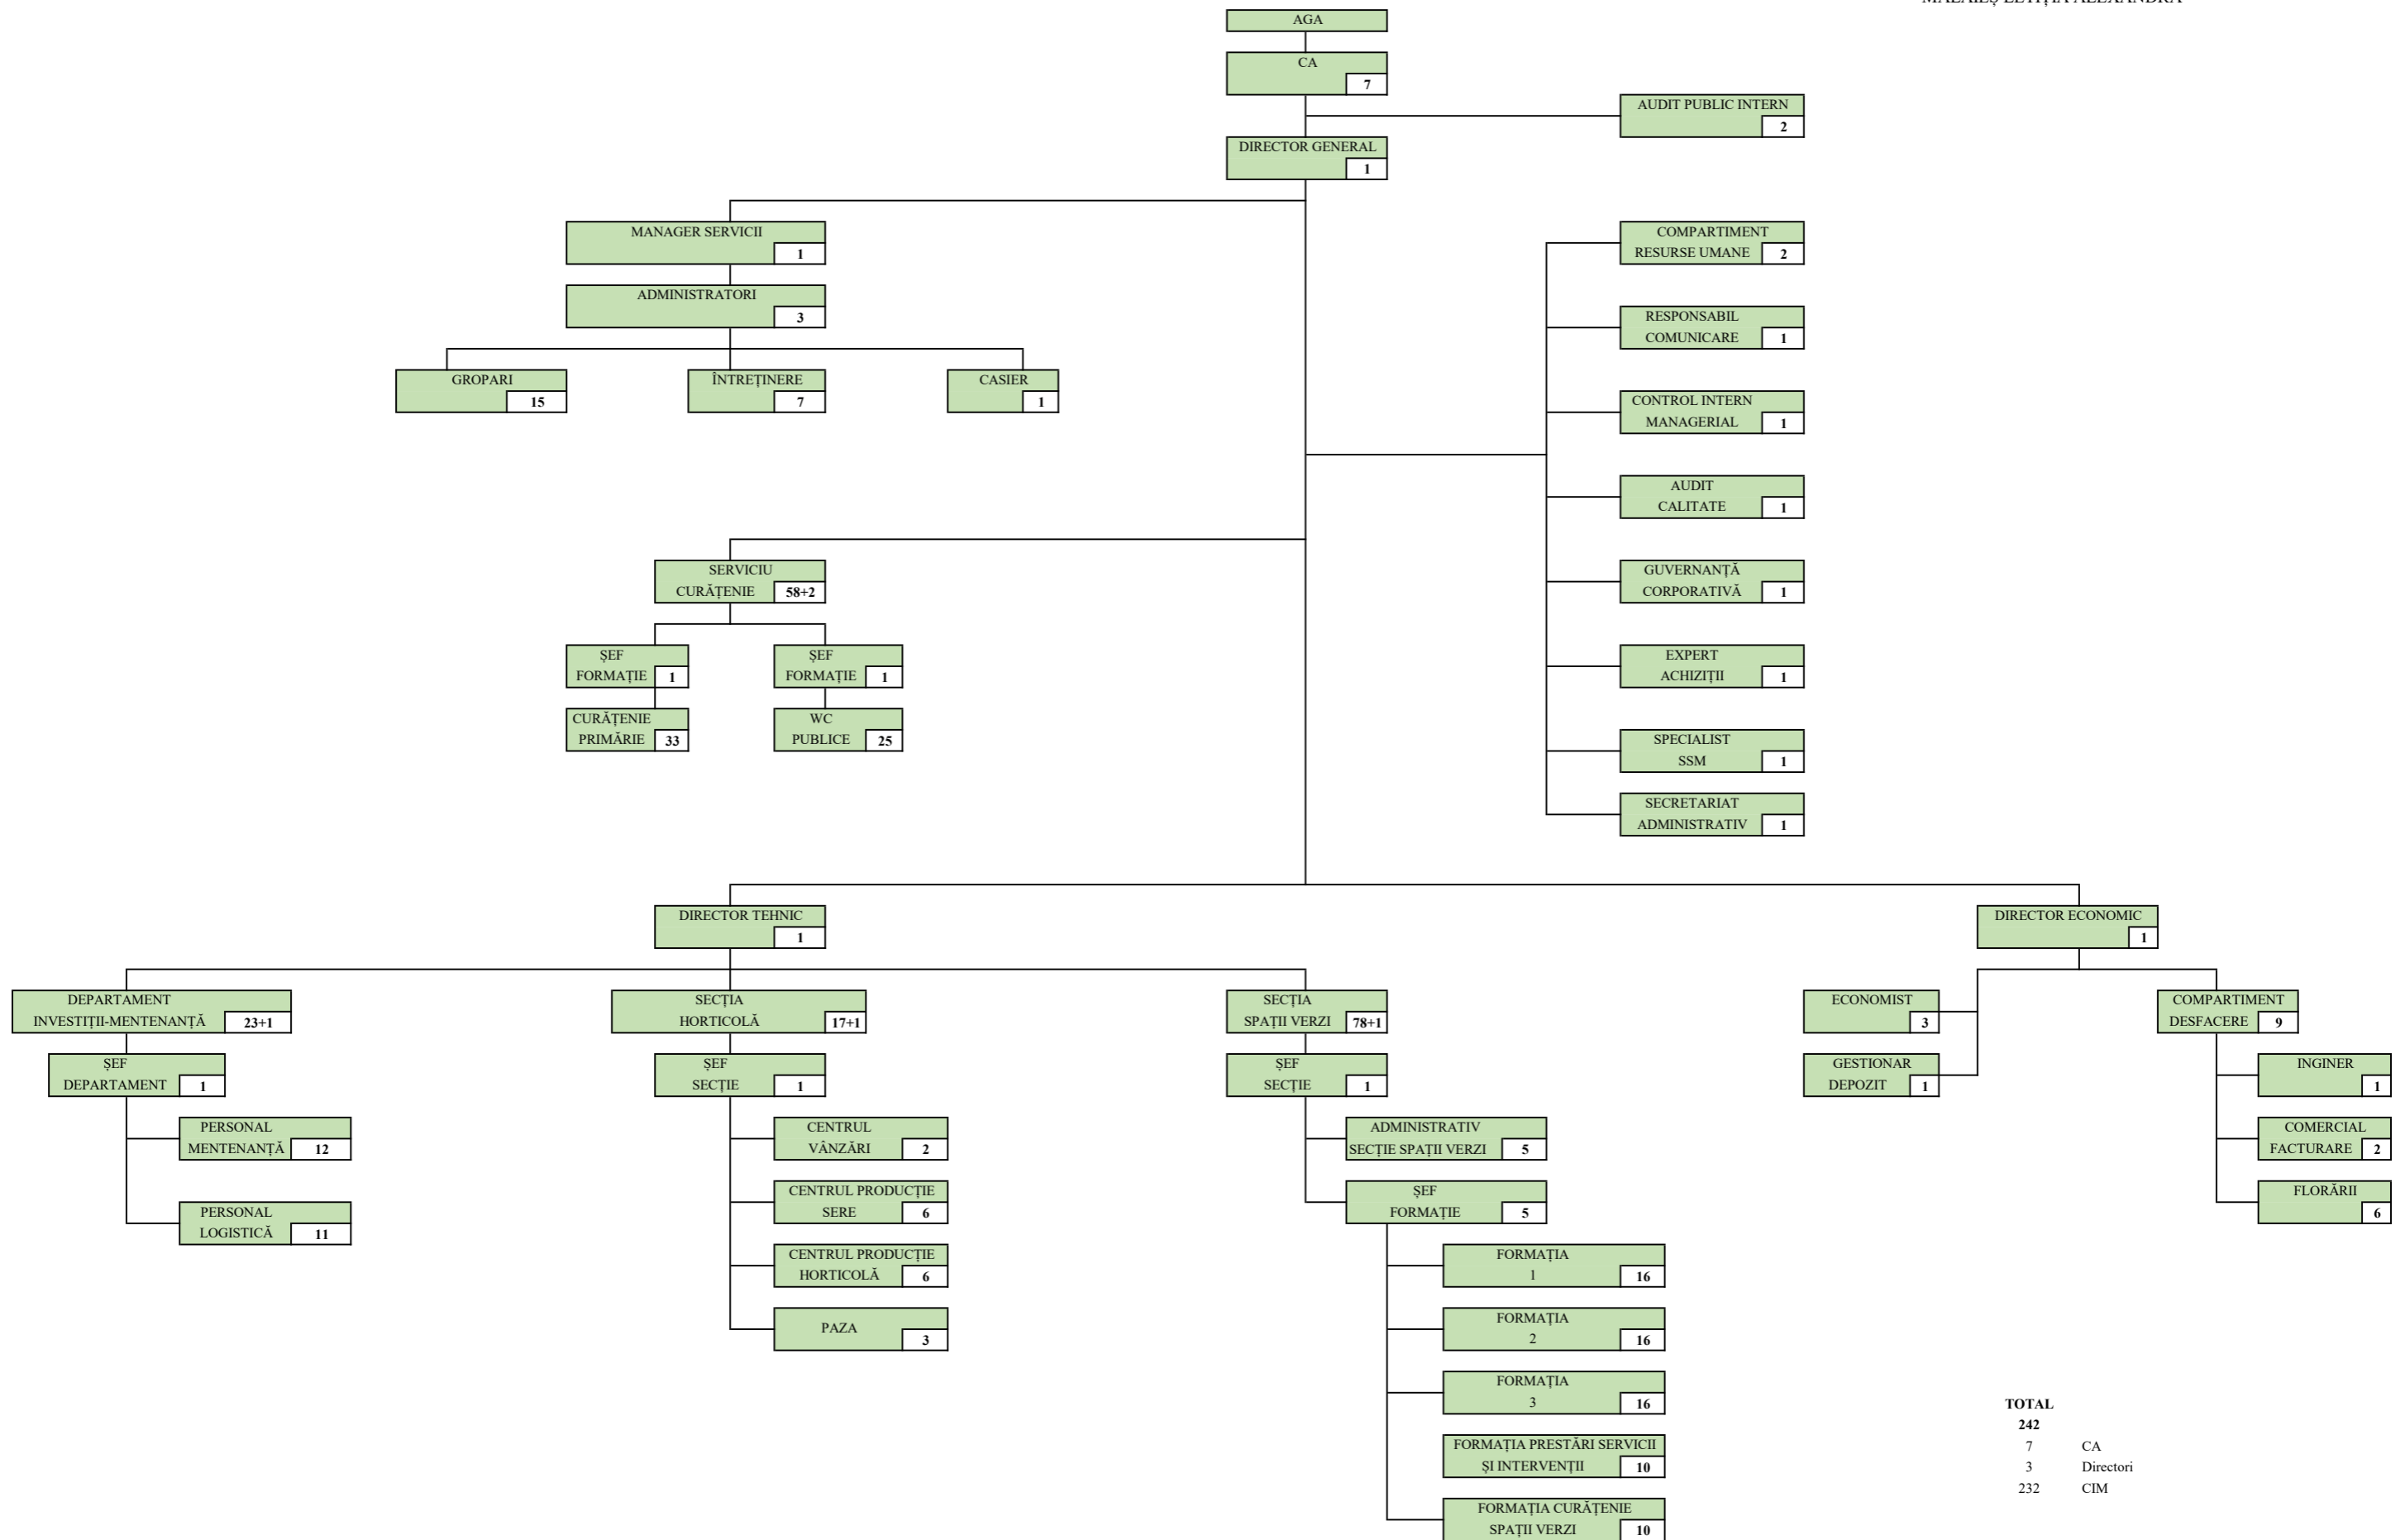 AGA
CA
7
AUDIT PUBLIC INTERN
2
DIRECTOR GENERAL
1
MANAGER SERVICII
1
ADMINISTRATORI
3
GROPARI
15
ÎNTREȚINERE
7
CASIER
1
COMPARTIMENT
RESURSE UMANE 2
RESPONSABIL
COMUNICARE 1
CONTROL INTERN
MANAGERIAL 1
AUDIT
CALITATE 1
GUVERNANȚĂ
CORPORATIVĂ 1
EXPERT
ACHIZIȚII 1
SPECIALIST
SSM 1
SECRETARIAT
ADMINISTRATIV 1
SERVICIU
CURĂȚENIE 58+2
ȘEF
FORMAȚIE 1
CURĂȚENIE
PRIMĂRIE 33
ȘEF
FORMAȚIE 1
WC
PUBLICE 25
DIRECTOR TEHNIC
1
DEPARTAMENT
INVESTIȚII-MENTENANȚĂ 23+1
ȘEF
DEPARTAMENT 1
PERSONAL
MENTENANȚĂ 12
PERSONAL
LOGISTICĂ 11
SECȚIA
HORTICOLĂ 17+1
ȘEF
SECȚIE 1
CENTRUL
VÂNZĂRI 2
CENTRUL PRODUCȚIE
SERE 6
CENTRUL PRODUCȚIE
HORTICOLĂ 6
PAZA
3
SECȚIA
SPAȚII VERZI 78+1
ȘEF
SECȚIE 1
ADMINISTRATIV
SECȚIE SPAȚII VERZI 5
ȘEF
FORMAȚIE 5
FORMAȚIA
1 16
FORMAȚIA
2 16
FORMAȚIA
3 16
FORMAȚIA PRESTĂRI SERVICII
ȘI INTERVENȚII 10
FORMAȚIA CURĂȚENIE
SPAȚII VERZI 10
DIRECTOR ECONOMIC
1
ECONOMIST
3
GESTIONAR
DEPOZIT 1
COMPARTIMENT
DESFACERE 9
INGINER
1
COMERCIAL
FACTURARE 2
FLORĂRII
6
TOTAL
242
7 CA
3 Directori
232 CIM